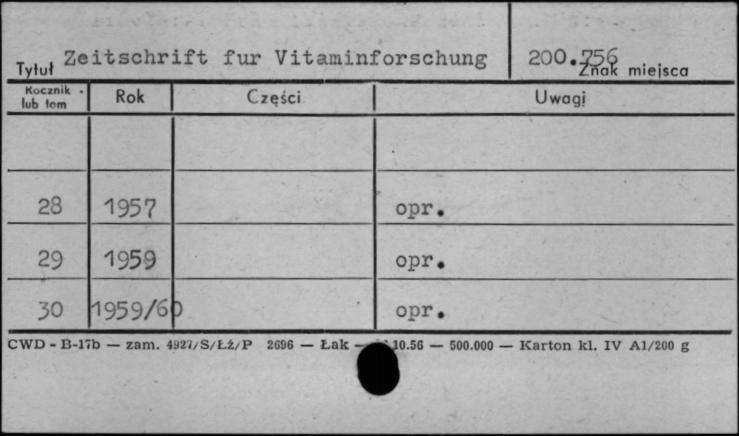 Tytuł Zeitschrift fur Vitaminforschung 200.756 Znak miejsca
Rocznik lub tom Rok Części Uwagi
28 1957 opr.
29 1959 opr.
30 1959/60 opr.
CWD - B-17b — zam. 4927/S/Łż/P 2696 — Łak — 10.56 — 500.000 — Karton kl. IV A1/200 g